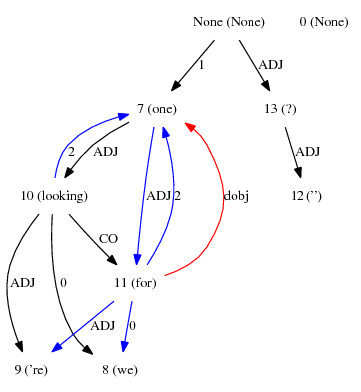 None (None) 0 (None)
1 ADJ
7 (one) 13 (?)
2 ADJ ADJ
10 (looking) ADJ 2 dobj 12 ('')
CO
ADJ 0 11 (for)
ADJ 0
9 ('re) 8 (we)